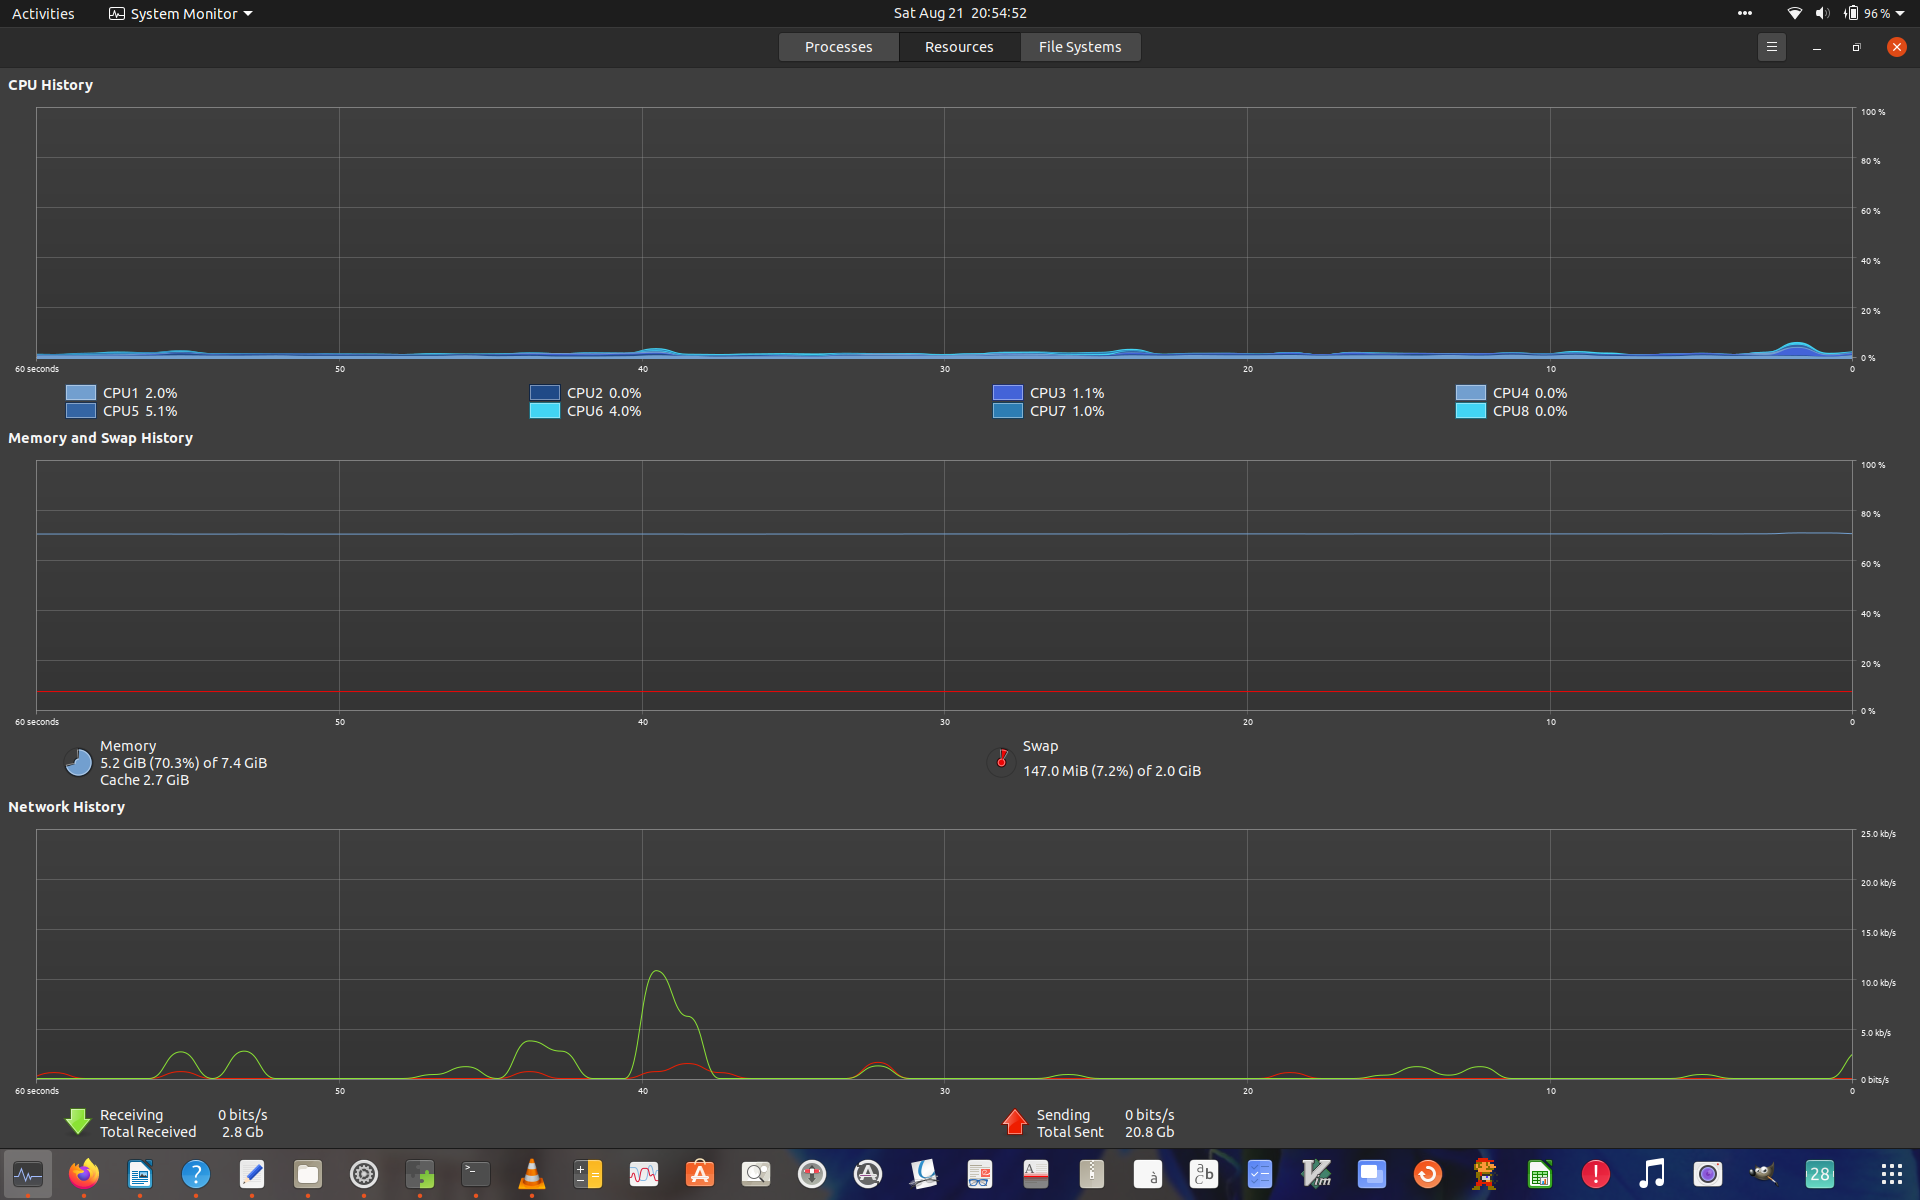 Activities System Monitor Sat Aug 21 20:54:52 96 %
Processes Resources File Systems
CPU History
100 %
80 %
60 %
40 %
20 %
0 %
60 seconds 50 40 30 20 10 0
CPU1 2.0% CPU2 0.0% CPU3 1.1% CPU4 0.0%
CPU5 5.1% CPU6 4.0% CPU7 1.0% CPU8 0.0%
Memory and Swap History
100 %
80 %
60 %
40 %
20 %
0 %
60 seconds 50 40 30 20 10 0
Memory
5.2 GiB (70.3%) of 7.4 GiB
Cache 2.7 GiB
Swap
147.0 MiB (7.2%) of 2.0 GiB
Network History
25.0 kb/s
20.0 kb/s
15.0 kb/s
10.0 kb/s
5.0 kb/s
0 bits/s
60 seconds 50 40 30 20 10 0
Receiving 0 bits/s
Total Received 2.8 Gb
Sending 0 bits/s
Total Sent 20.8 Gb
28